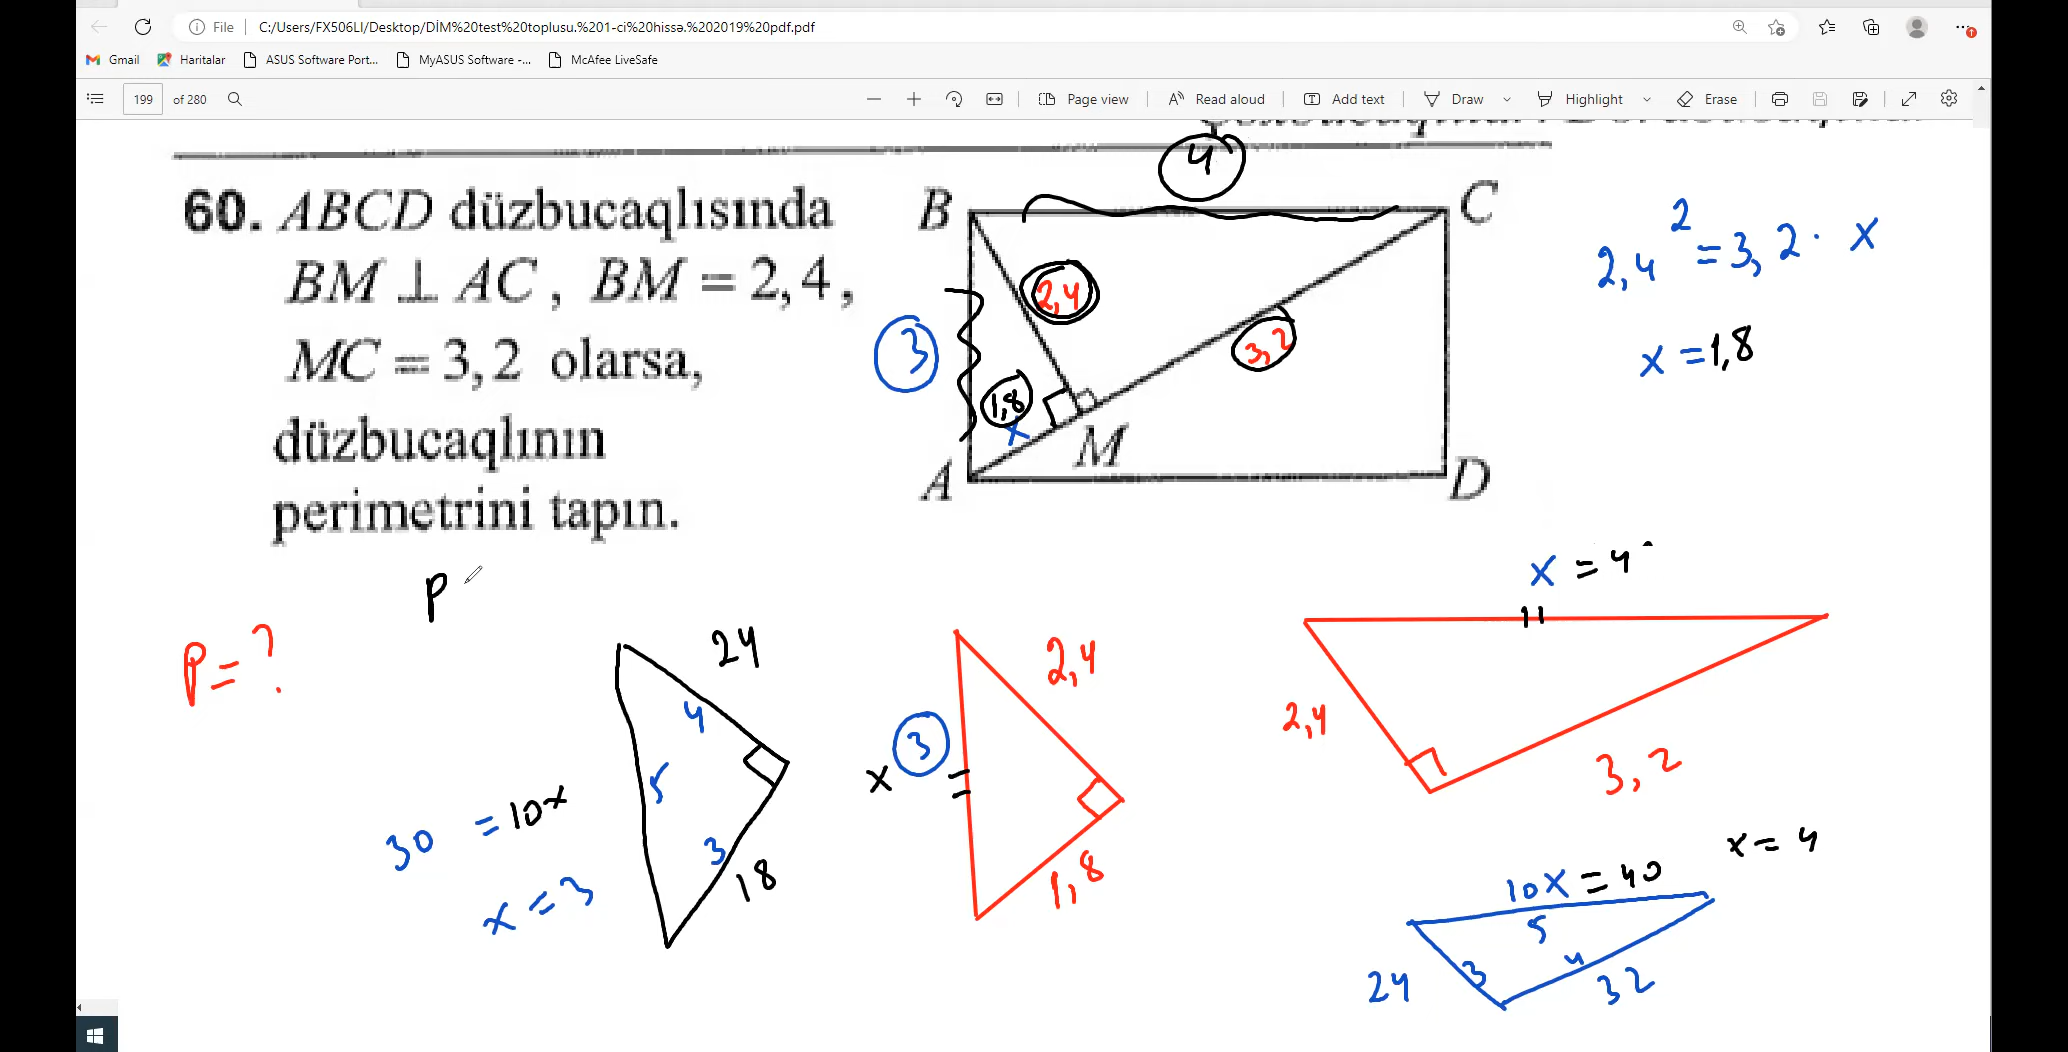 File C:/Users/FX506LI/Desktop/DİM%20test%20toplusu.%201-ci%20hissə.%202019%20pdf.pdf
Gmail Haritalar ASUS Software Port... MyASUS Software -... McAfee LiveSafe
199 of 280 Page view Read aloud Add text Draw Highlight Erase
60. ABCD düzbucaqlısında
BM ⊥ AC, BM = 2,4,
MC = 3,2 olarsa,
düzbucaqlının
perimetrini tapın.
4
B C
2,4
3
3,2
1,8
x
M
A D
2,4² = 3,2 · x
x = 1,8
P
P = ?
24
4
5
3
18
30 = 10x
x = 3
2,4
x 3
1,8
x = 4
2,4
3,2
x = 4
10x = 40
5
24 3 4 32